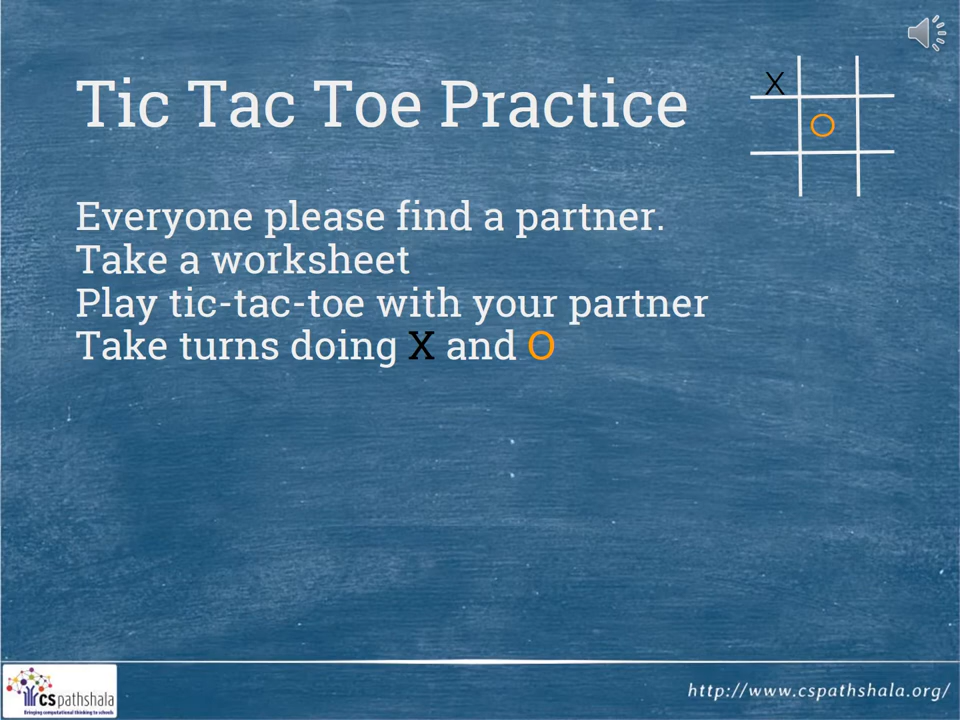 Tic Tac Toe Practice
X
O
Everyone please find a partner.
Take a worksheet
Play tic-tac-toe with your partner
Take turns doing X and O
CSpathshala
Bringing computational thinking to schools
http://www.cspathshala.org/